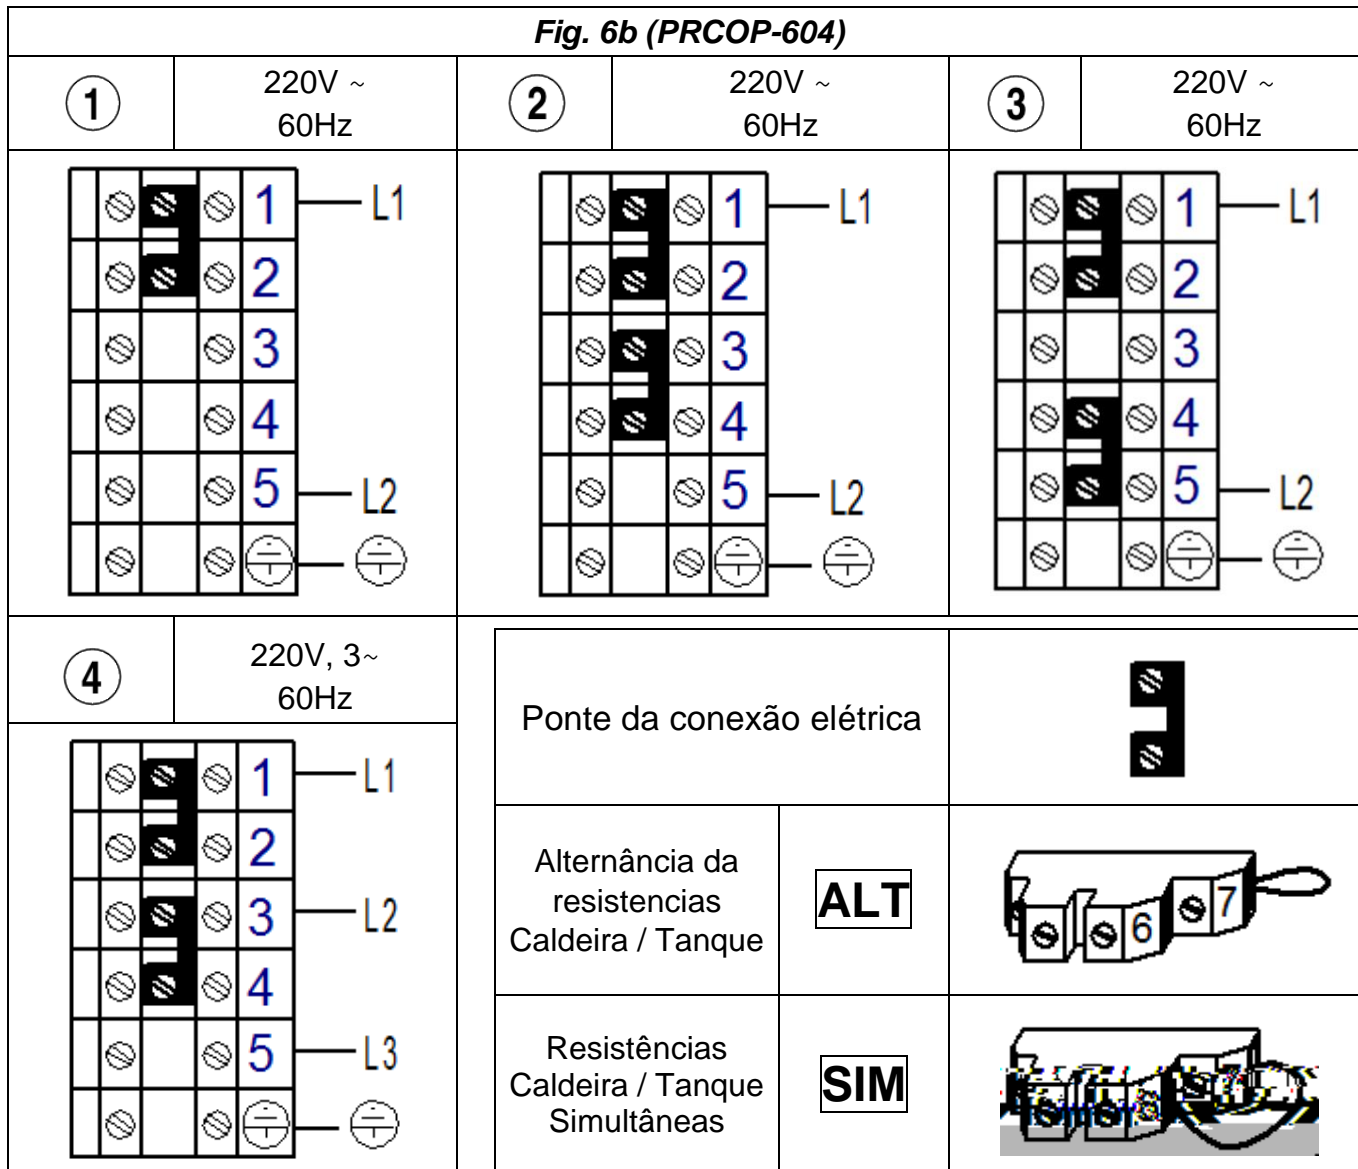 Fig. 6b (PRCOP-604)
1
220V ~
60Hz
2
220V ~
60Hz
3
220V ~
60Hz
1 L1
2
3
4
5 L2
1 L1
2
3
4
5 L2
1 L1
2
3
4
5 L2
4
220V, 3~
60Hz
1 L1
2
3 L2
4
5 L3
Ponte da conexão elétrica
Alternância da
resistencias
Caldeira / Tanque
ALT
6 7
Resistências
Caldeira / Tanque
Simultâneas
SIM